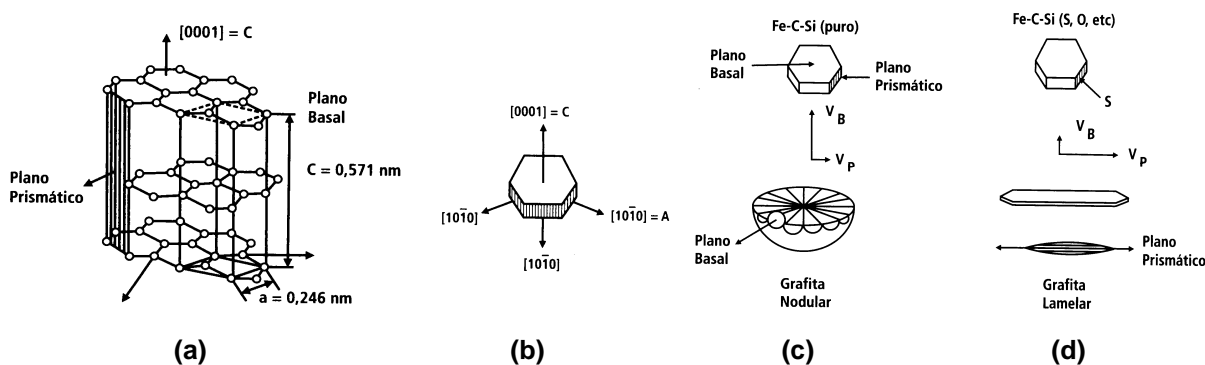 [0001] = C
Plano
Basal
C = 0,571 nm
Plano
Prismático
a = 0,246 nm
(a)
[0001] = C
[101̄0]
[101̄0] = A
[101̄0]
(b)
Fe-C-Si (puro)
Plano
Basal
Plano
Prismático
V B
V P
Plano
Basal
Grafita
Nodular
(c)
Fe-C-Si (S, O, etc)
S
V B
V P
Plano
Prismático
Grafita
Lamelar
(d)